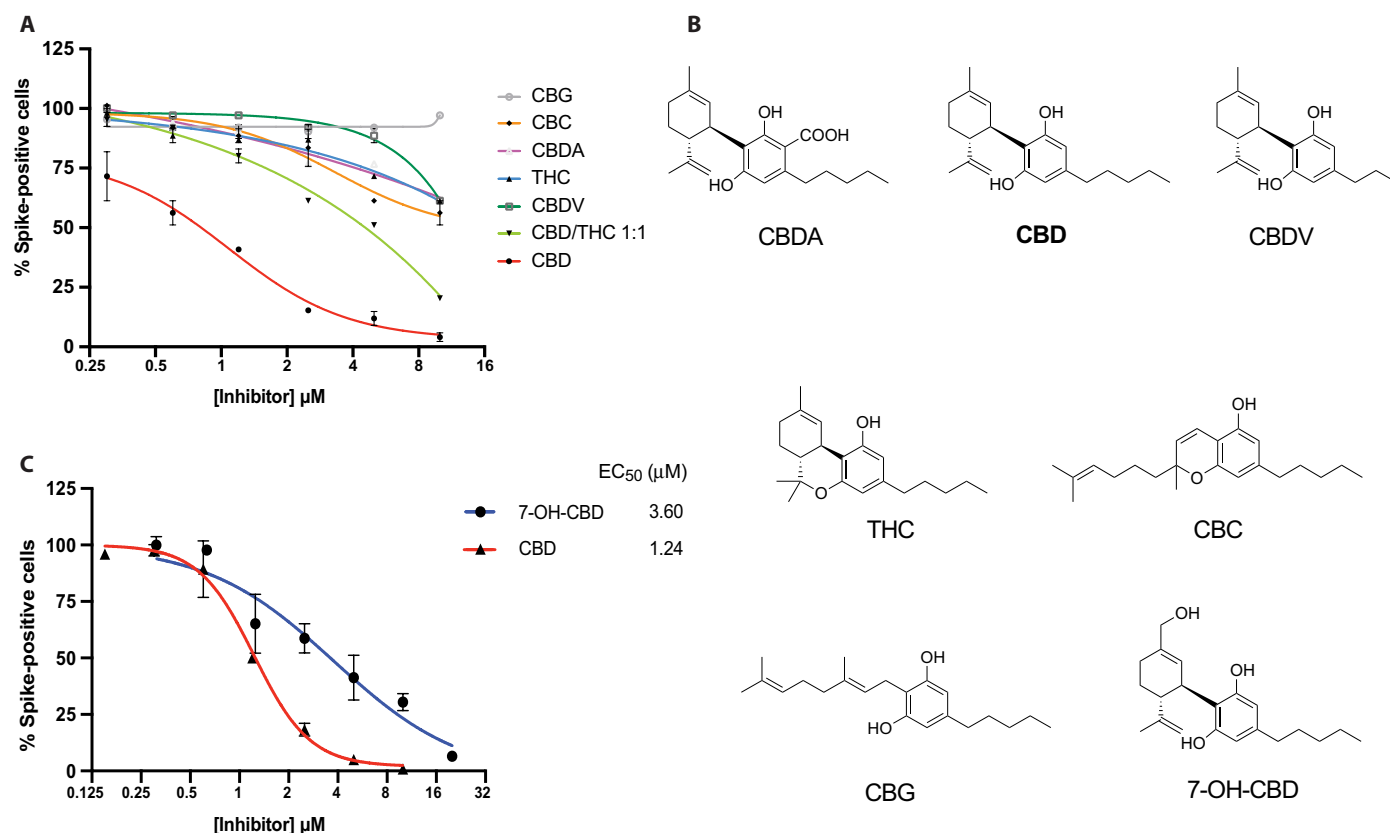 A
125
100
75
50
25
0
% Spike-positive cells
0.25 0.5 1 2 4 8 16
[Inhibitor] µM
CBG
CBC
CBDA
THC
CBDV
CBD/THC 1:1
CBD
B
OH
COOH
HO
CBDA
OH
HO
CBD
OH
HO
CBDV
OH
O
THC
OH
O
CBC
OH
HO
CBG
OH
OH
HO
7-OH-CBD
C
125
100
75
50
25
0
% Spike-positive cells
0.125 0.25 0.5 1 2 4 8 16 32
[Inhibitor] µM
EC50 (µM)
7-OH-CBD 3.60
CBD 1.24